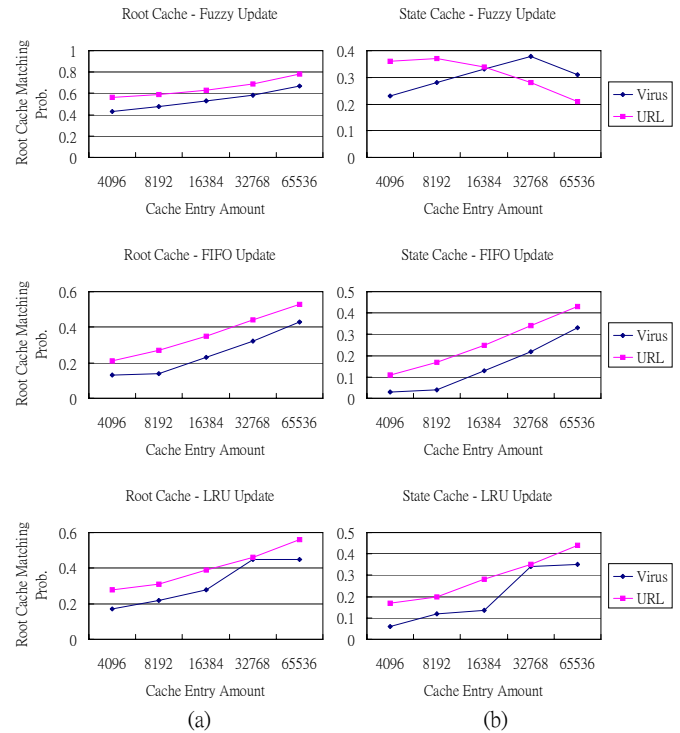 Root Cache - Fuzzy Update
State Cache - Fuzzy Update
Root Cache Matching
Prob.
1
0.8
0.6
0.4
0.2
0
4096 8192 16384 32768 65536
Cache Entry Amount
0.4
0.3
0.2
0.1
0
4096 8192 16384 32768 65536
Cache Entry Amount
Virus
URL
Root Cache - FIFO Update
State Cache - FIFO Update
Root Cache Matching
Prob.
0.6
0.4
0.2
0
4096 8192 16384 32768 65536
Cache Entry Amount
0.5
0.4
0.3
0.2
0.1
0
4096 8192 16384 32768 65536
Cache Entry Amount
Virus
URL
Root Cache - LRU Update
State Cache - LRU Update
Root Cache Matching
Prob.
0.6
0.4
0.2
0
4096 8192 16384 32768 65536
Cache Entry Amount
0.5
0.4
0.3
0.2
0.1
0
4096 8192 16384 32768 65536
Cache Entry Amount
Virus
URL
(a)
(b)